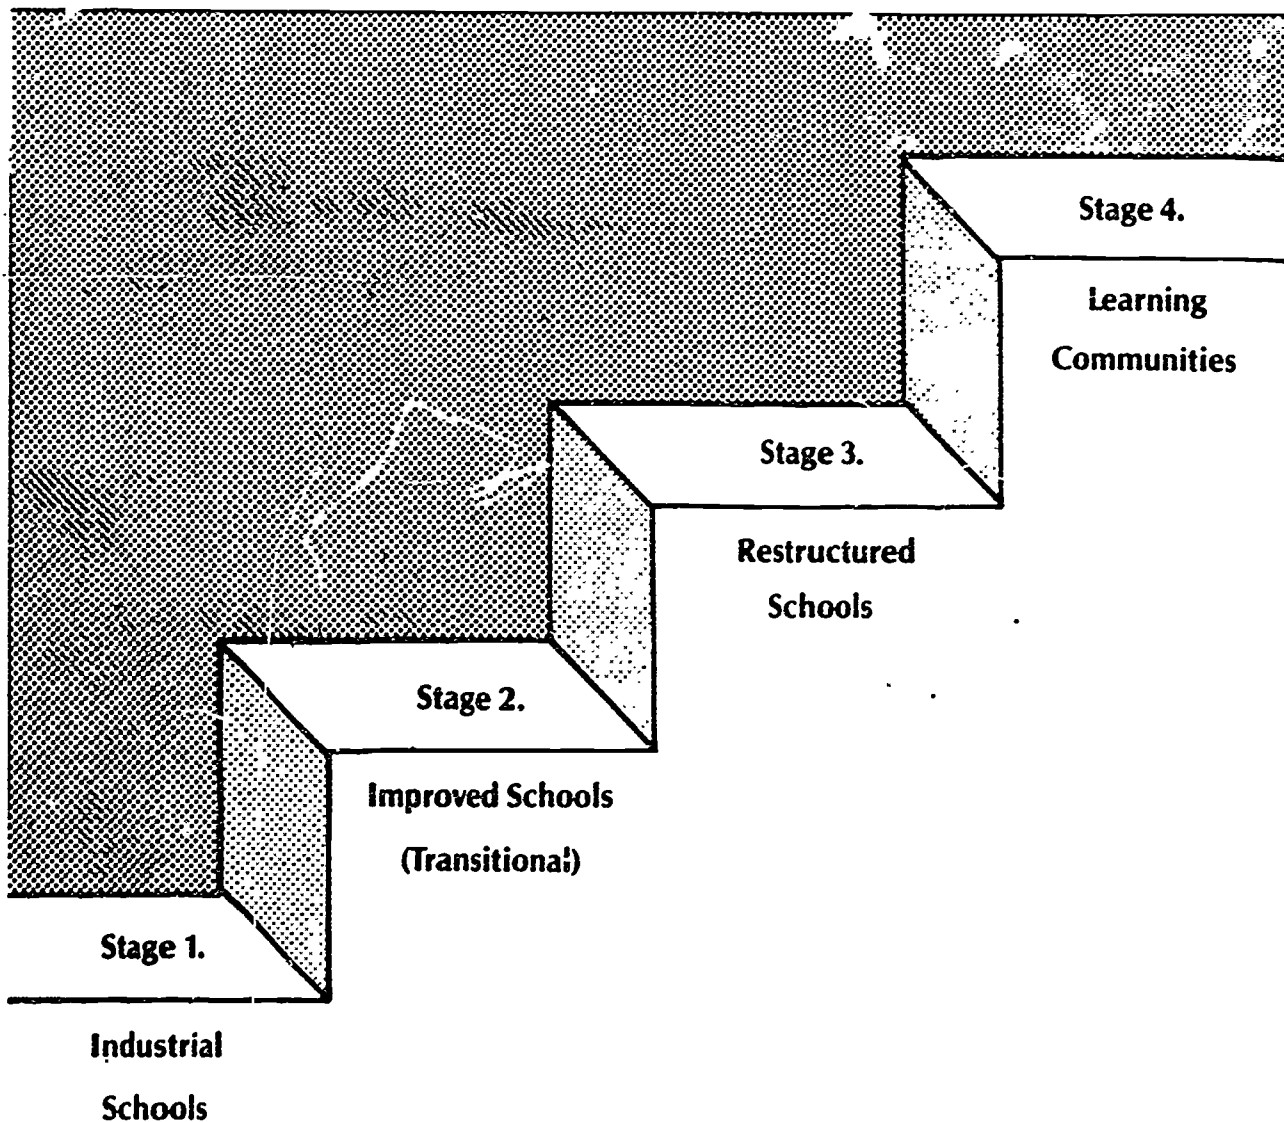 Stage 4.
Learning
Communities
Stage 3.
Restructured
Schools
Stage 2.
Improved Schools
(Transitional)
Stage 1.
Industrial
Schools